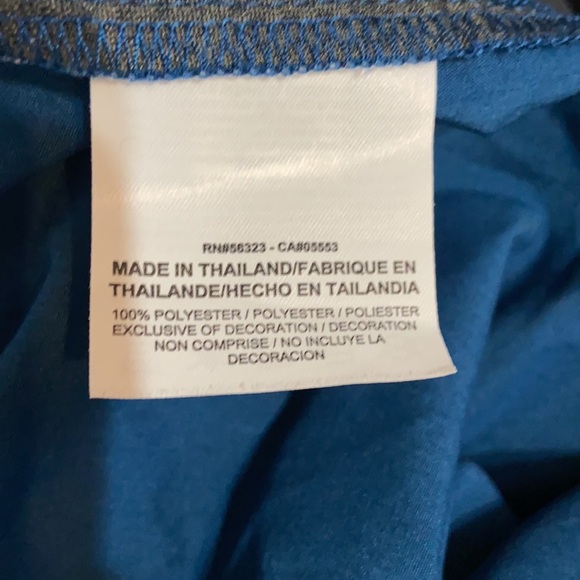 RN#56323 - CA#05553
MADE IN THAILAND/FABRIQUE EN
THAILANDE/HECHO EN TAILANDIA
100% POLYESTER / POLYESTER / POLIESTER
EXCLUSIVE OF DECORATION / DECORATION
NON COMPRISE / NO INCLUYE LA
DECORACION